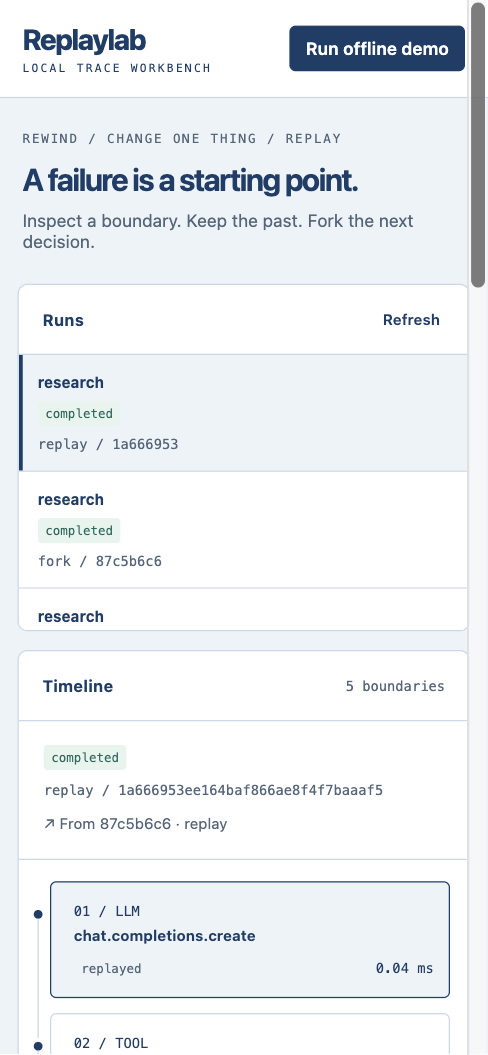 Replaylab
LOCAL TRACE WORKBENCH
Run offline demo
REWIND / CHANGE ONE THING / REPLAY
A failure is a starting point.
Inspect a boundary. Keep the past. Fork the next
decision.
Runs
Refresh
research
completed
replay / 1a666953
research
completed
fork / 87c5b6c6
research
Timeline
5 boundaries
completed
replay / 1a666953ee164baf866ae8f4f7baaaf5
↗ From 87c5b6c6 · replay
01 / LLM
chat.completions.create
replayed
0.04 ms
02 / TOOL